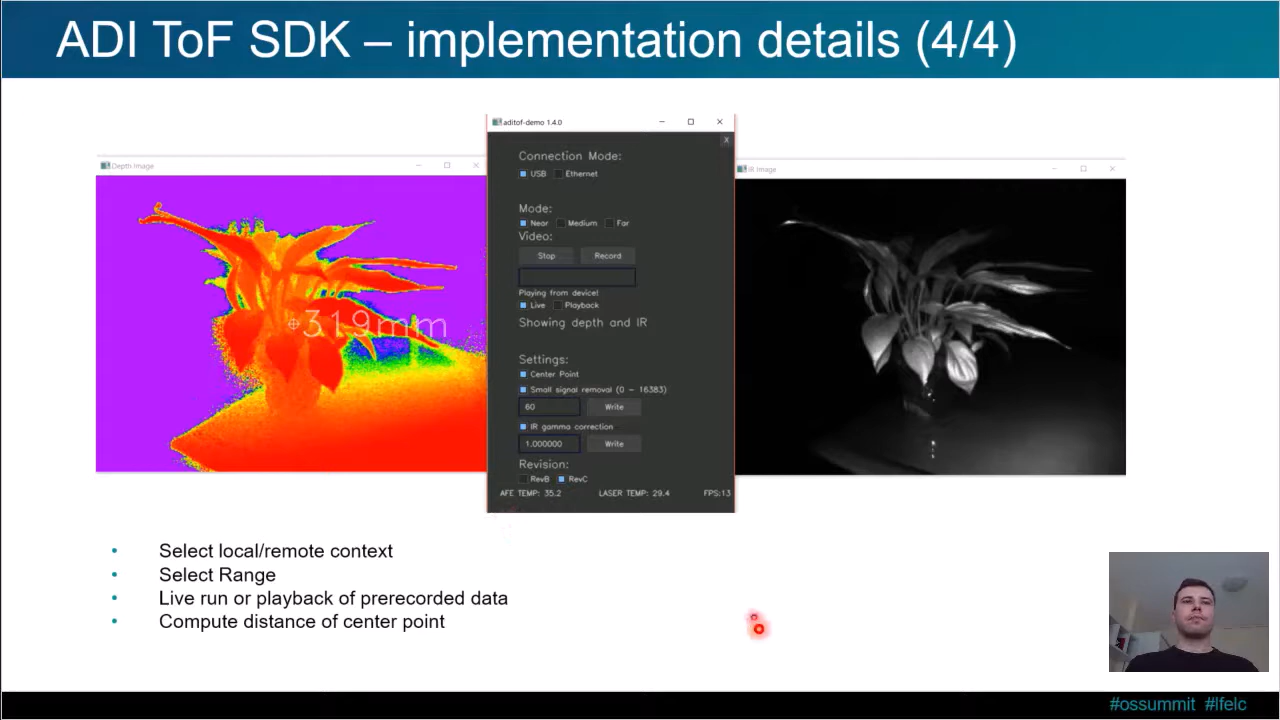 ADI ToF SDK – implementation details (4/4)
Depth Image
319mm
aditof-demo 1.4.0
X
Connection Mode:
USB Ethernet
Mode:
Near Medium Far
Video:
Stop Record
Playing from device!
Live Playback
Showing depth and IR
Settings:
Center Point
Small signal removal (0 - 16383)
60 Write
IR gamma correction
1.000000 Write
Revision:
RevB RevC
AFE TEMP: 35.2 LASER TEMP: 29.4 FPS:13
IR Image
• Select local/remote context
• Select Range
• Live run or playback of prerecorded data
• Compute distance of center point
#ossummit #lfelc